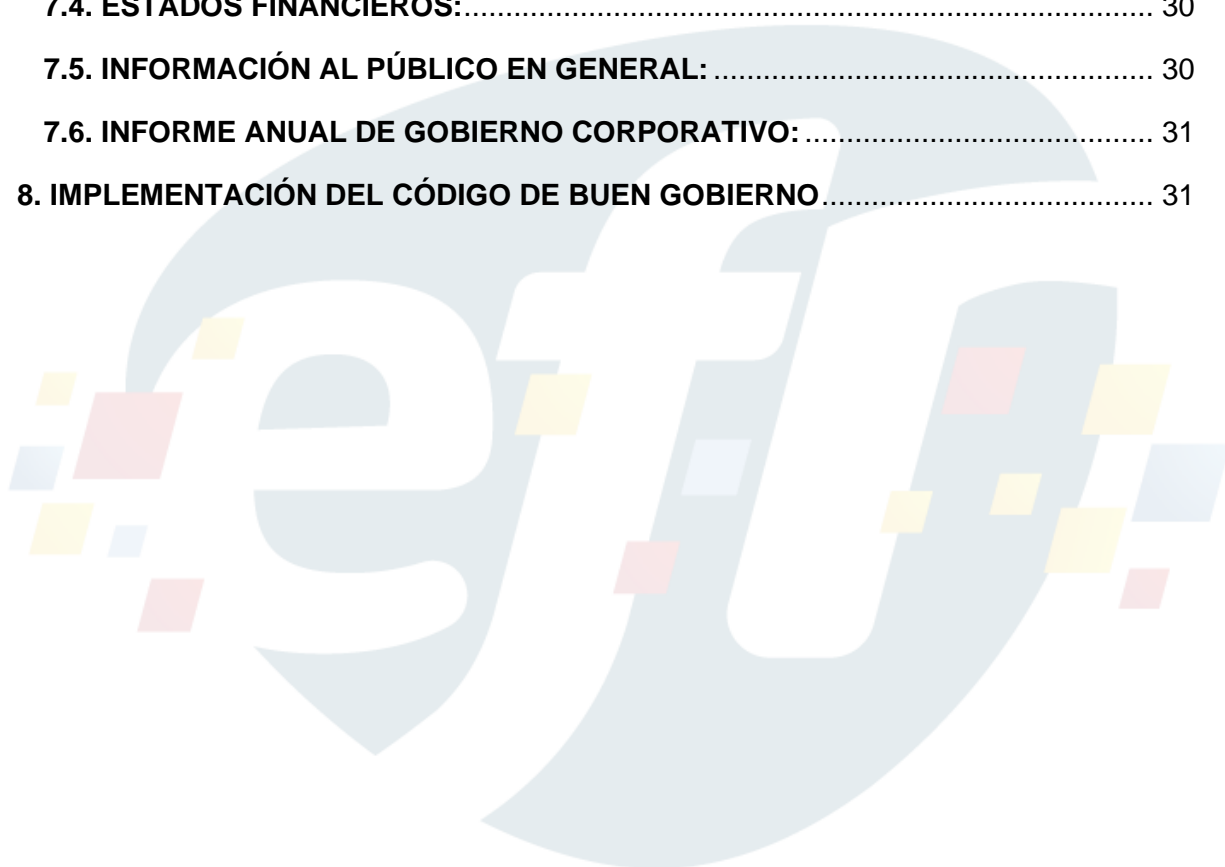 7.4. ESTADOS FINANCIEROS:.................................................................................................... 30
7.5. INFORMACIÓN AL PÚBLICO EN GENERAL: ................................................................. 30
7.6. INFORME ANUAL DE GOBIERNO CORPORATIVO: .................................................... 31
8. IMPLEMENTACIÓN DEL CÓDIGO DE BUEN GOBIERNO ................................................. 31
efr